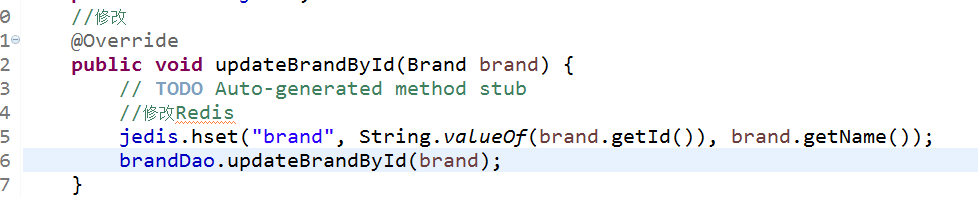 0 //修改
1 @Override
2 public void updateBrandById(Brand brand) {
3 // TODO Auto-generated method stub
4 //修改Redis
5 jedis.hset("brand", String.valueOf(brand.getId()), brand.getName());
6 brandDao.updateBrandById(brand);
7 }